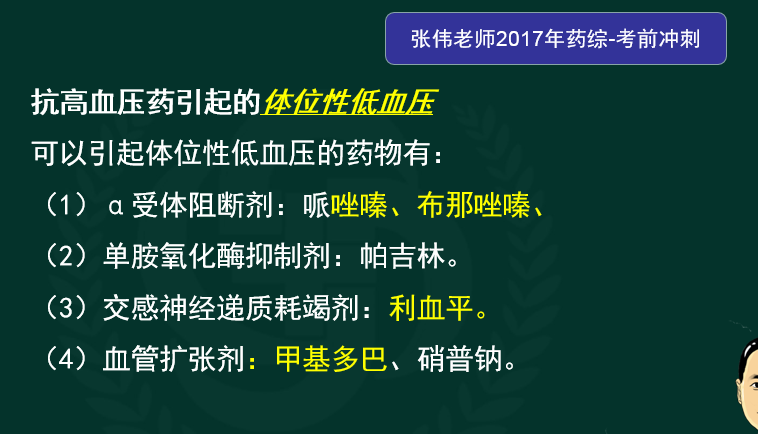 张伟老师2017年药综-考前冲刺
抗高血压药引起的体位性低血压
可以引起体位性低血压的药物有：
（1）α受体阻断剂：哌唑嗪、布那唑嗪、
（2）单胺氧化酶抑制剂：帕吉林。
（3）交感神经递质耗竭剂：利血平。
（4）血管扩张剂：甲基多巴、硝普钠。